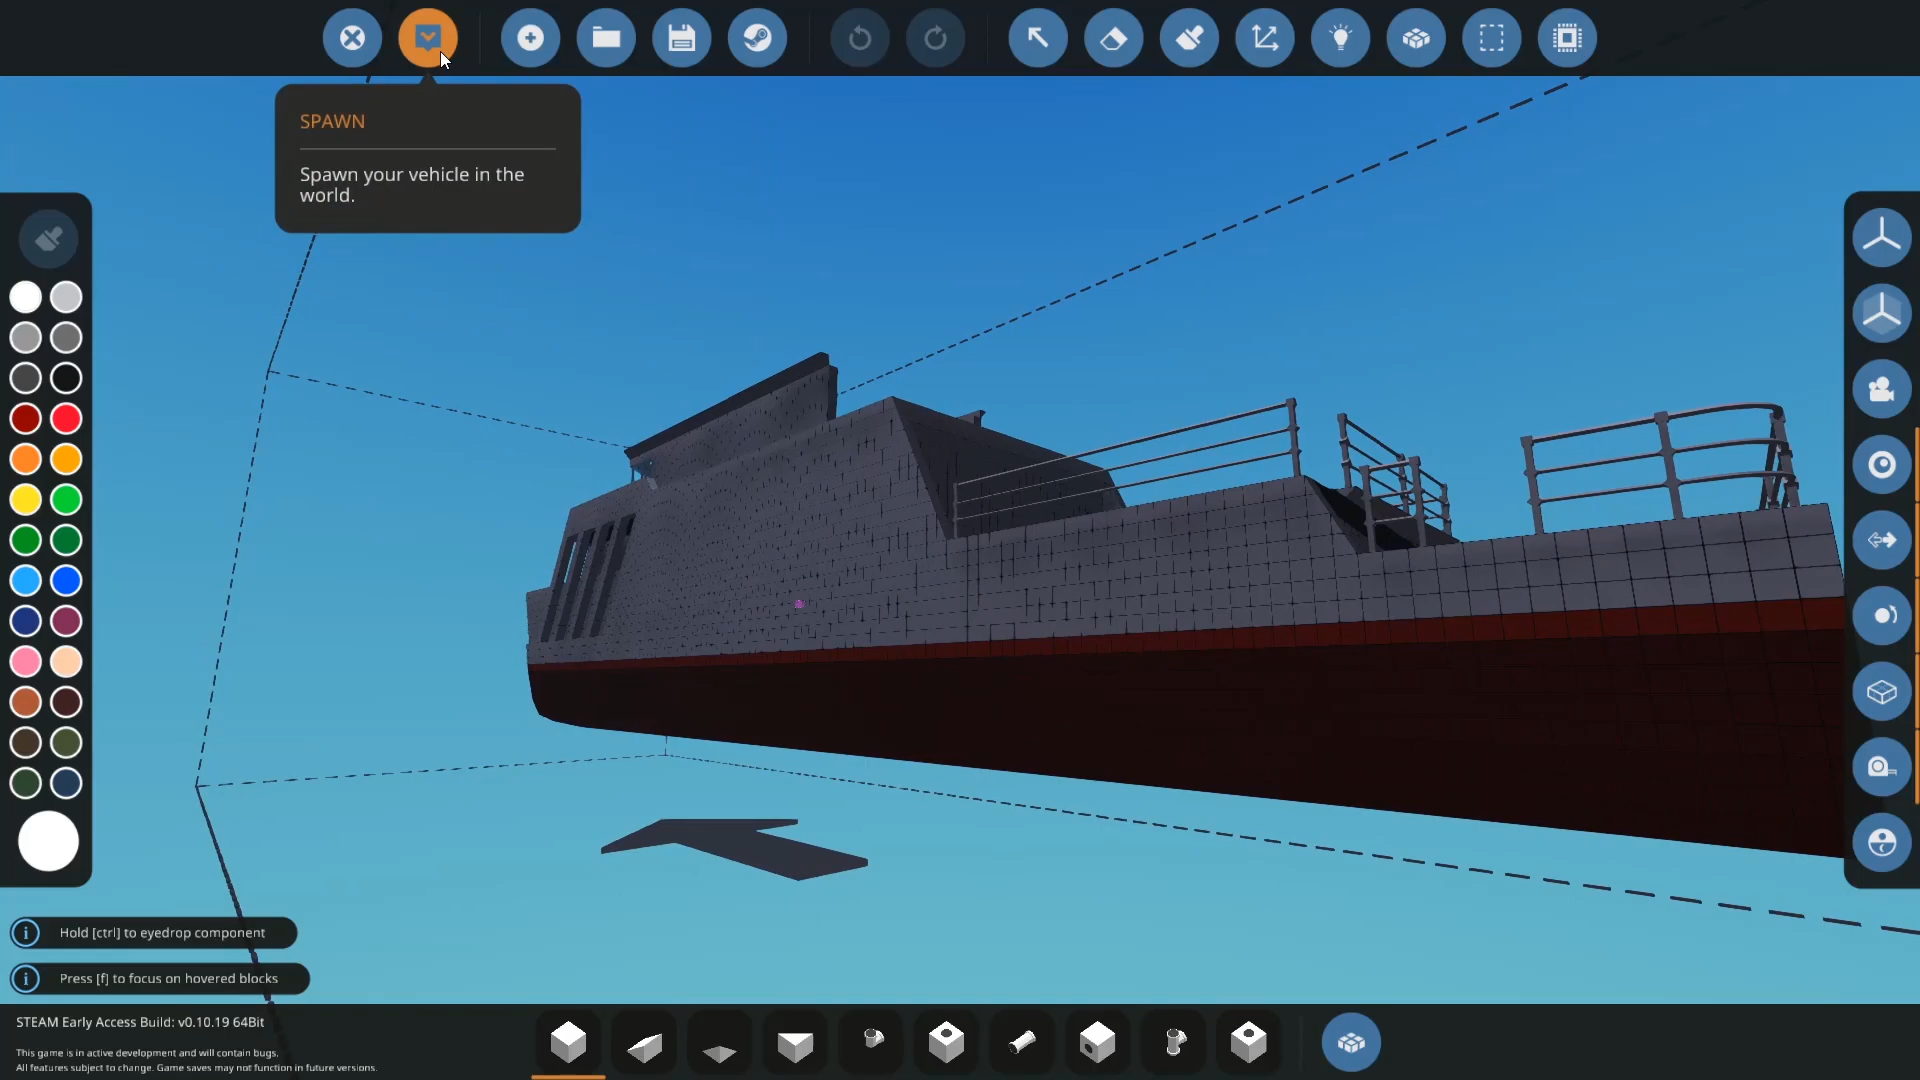 SPAWN
Spawn your vehicle in the
world.
Hold [ctrl] to eyedrop component
Press [f] to focus on hovered blocks
STEAM Early Access Build: v0.10.19 64Bit
This game is in active development and will contain bugs.
All features subject to change. Game saves may not function in future versions.